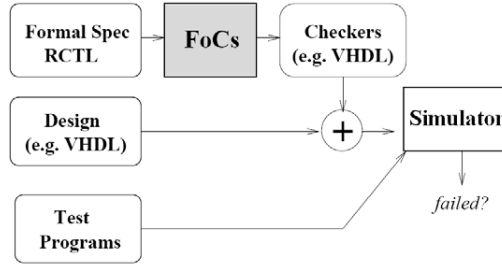 Formal Spec
RCTL
FoCs
Checkers
(e.g. VHDL)
Design
(e.g. VHDL)
+
Simulator
failed?
Test
Programs